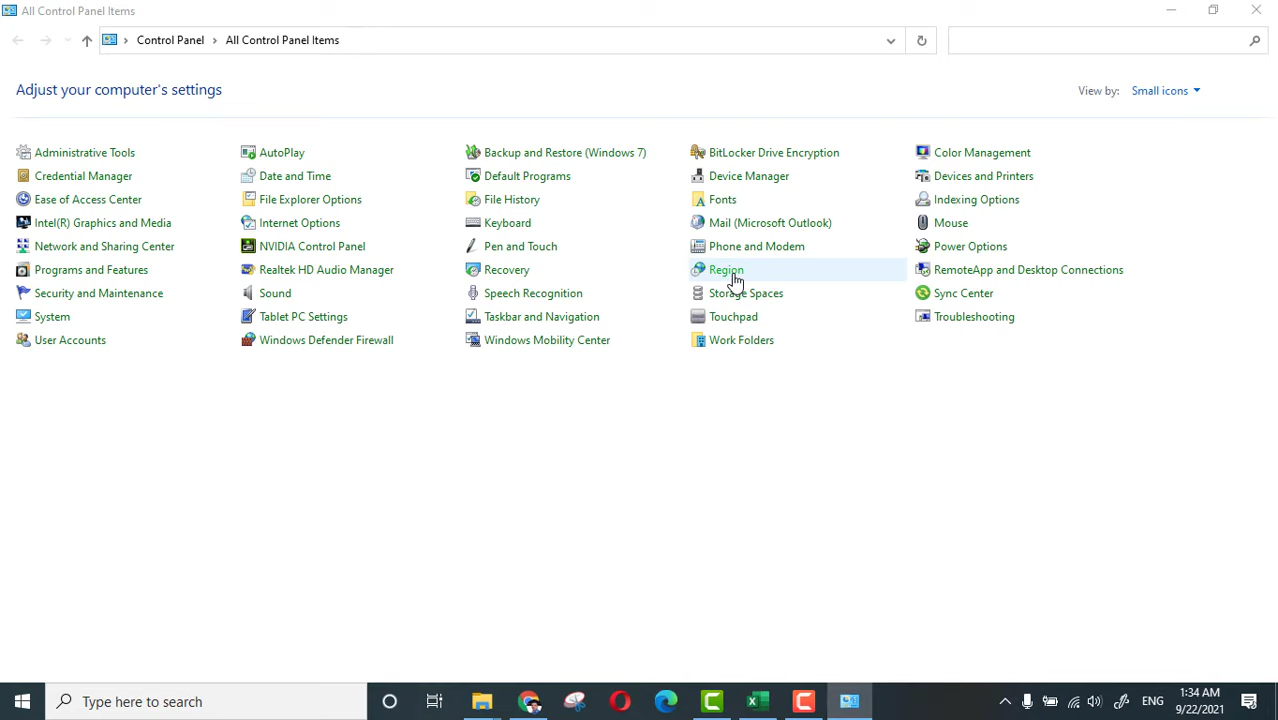 All Control Panel Items
Control Panel All Control Panel Items
Adjust your computer's settings
View by: Small icons
Administrative Tools AutoPlay Backup and Restore (Windows 7) BitLocker Drive Encryption Color Management
Credential Manager Date and Time Default Programs Device Manager Devices and Printers
Ease of Access Center File Explorer Options File History Fonts Indexing Options
Intel(R) Graphics and Media Internet Options Keyboard Mail (Microsoft Outlook) Mouse
Network and Sharing Center NVIDIA Control Panel Pen and Touch Phone and Modem Power Options
Programs and Features Realtek HD Audio Manager Recovery Region RemoteApp and Desktop Connections
Security and Maintenance Sound Speech Recognition Storage Spaces Sync Center
System Tablet PC Settings Taskbar and Navigation Touchpad Troubleshooting
User Accounts Windows Defender Firewall Windows Mobility Center Work Folders
Type here to search
ENG
1:34 AM
9/22/2021